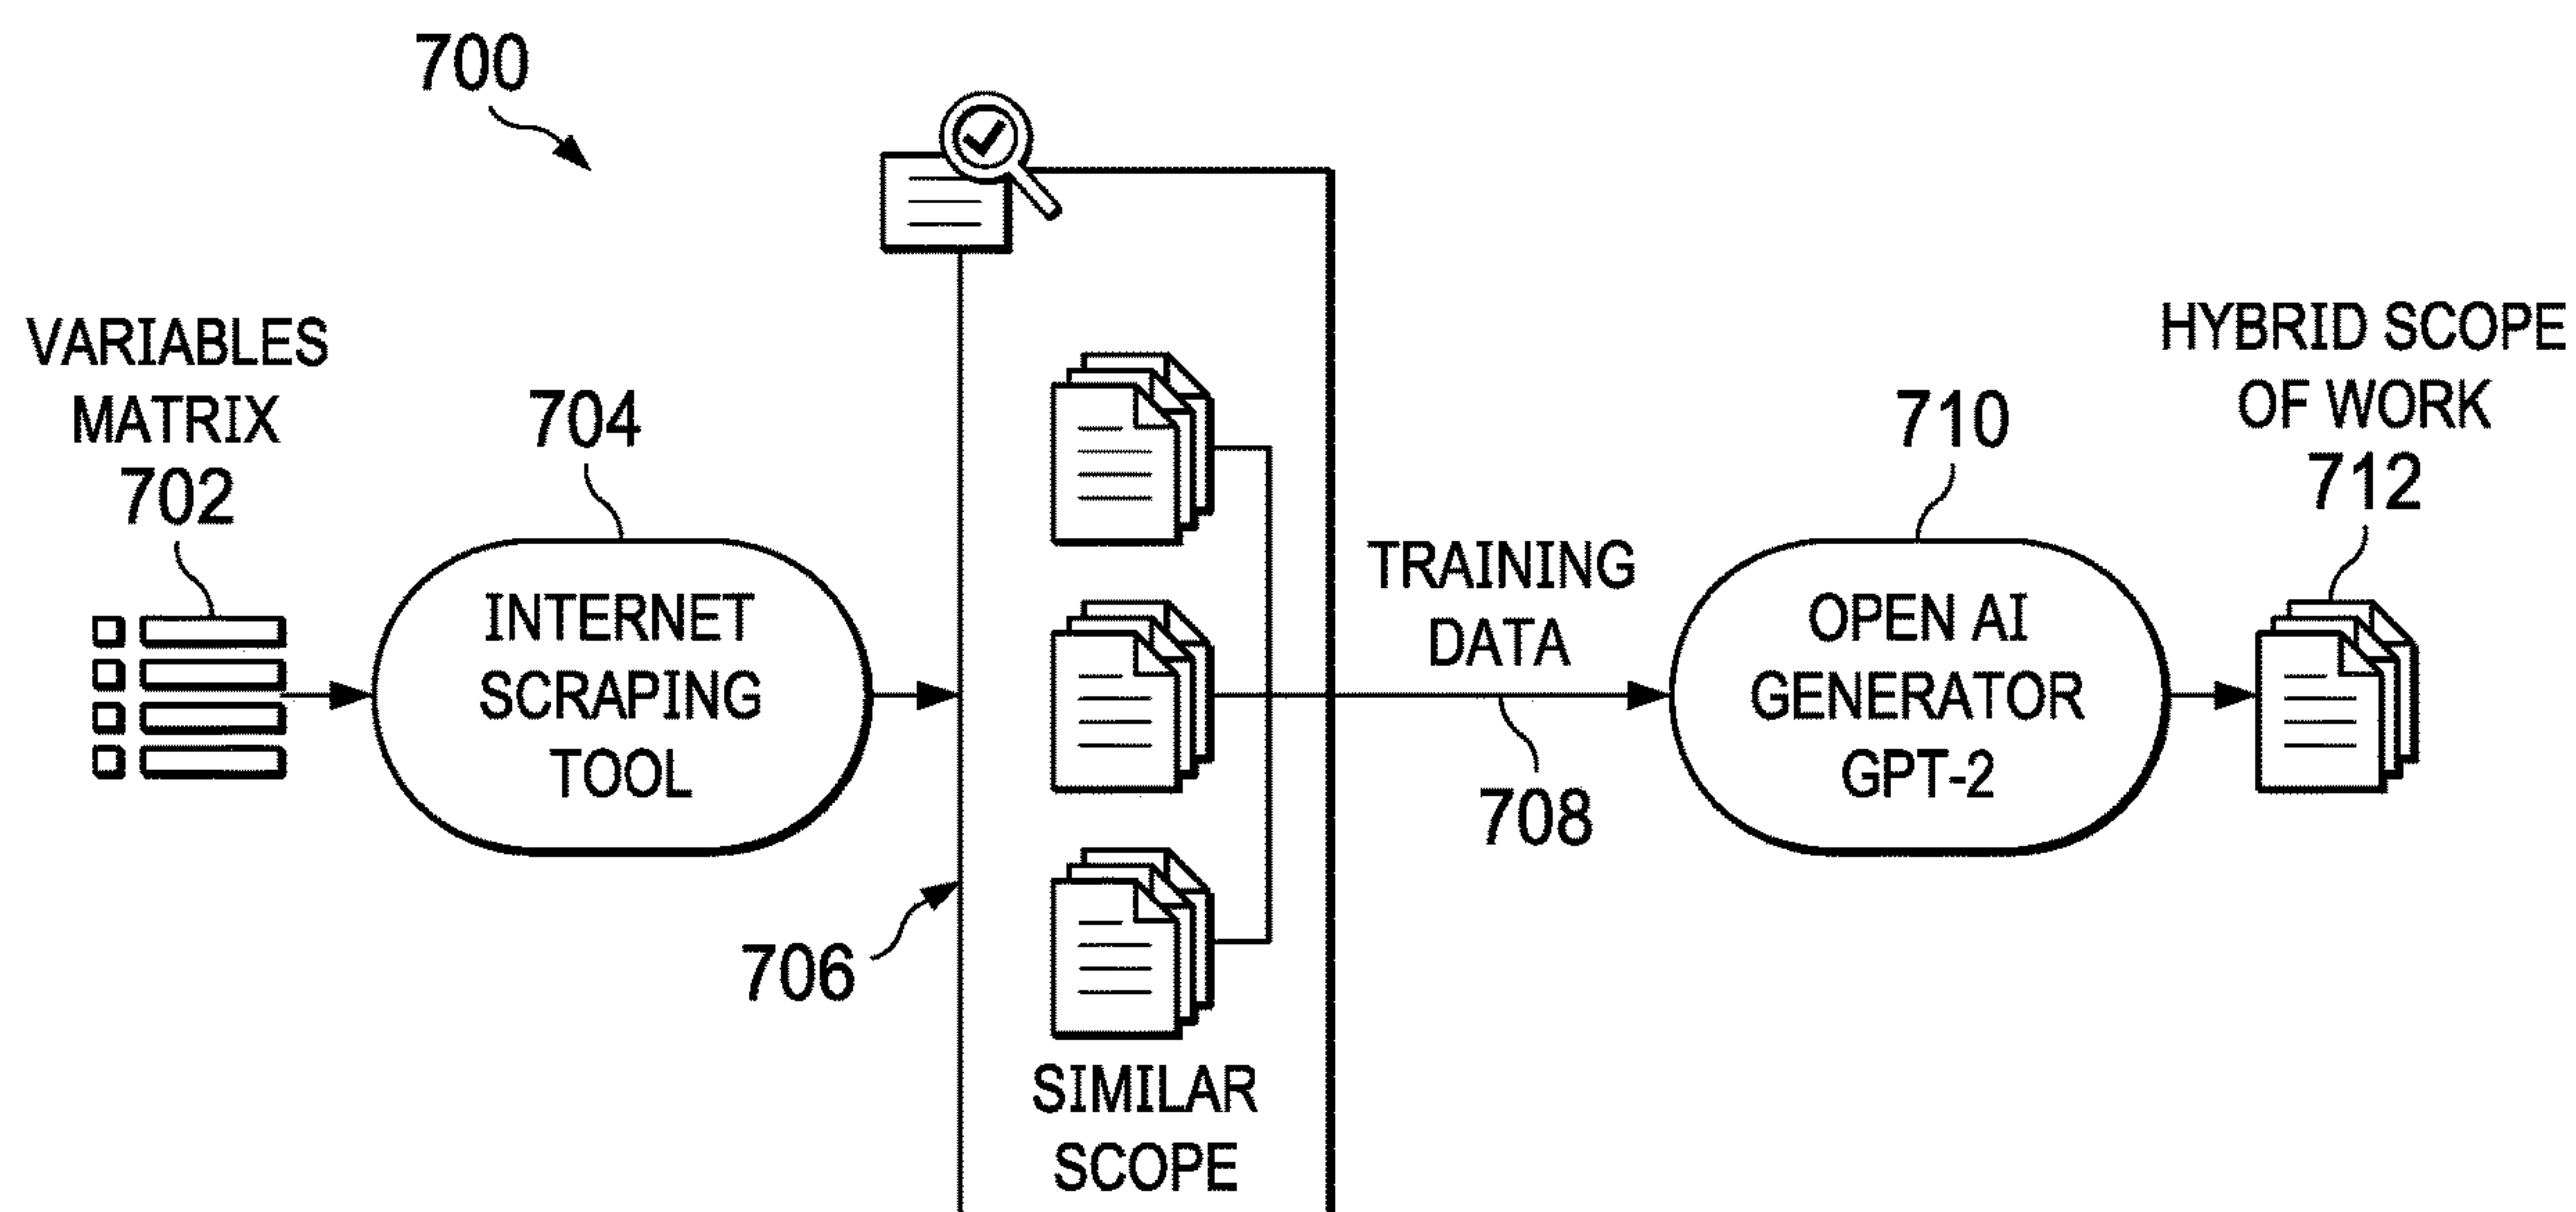 700
VARIABLES
MATRIX
702
704
INTERNET
SCRAPING
TOOL
706
SIMILAR
SCOPE
TRAINING
DATA
708
710
OPEN AI
GENERATOR
GPT-2
HYBRID SCOPE
OF WORK
712